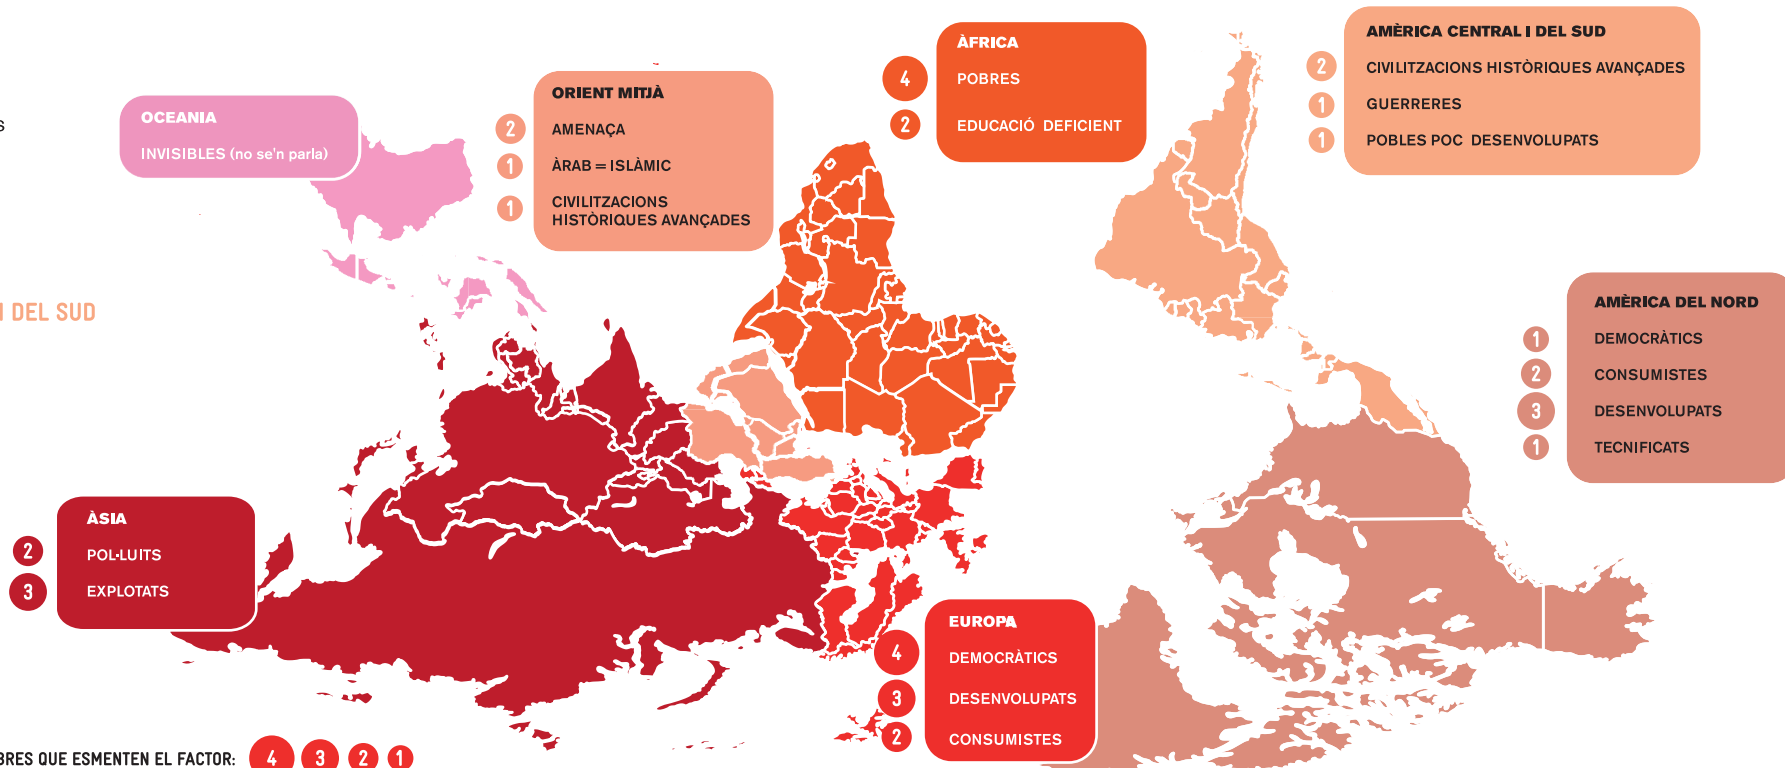 OCEANIA
INVISIBLES (no se'n parla)
ORIENT MITJÀ
2 AMENAÇA
1 ÀRAB = ISLÀMIC
1 CIVILITZACIONS
HISTÒRIQUES AVANÇADES
ÀFRICA
4 POBRES
2 EDUCACIÓ DEFICIENT
AMÈRICA CENTRAL I DEL SUD
2 CIVILITZACIONS HISTÒRIQUES AVANÇADES
1 GUERRERES
1 POBLES POC DESENVOLUPATS
I DEL SUD
AMÈRICA DEL NORD
1 DEMOCRÀTICS
2 CONSUMISTES
3 DESENVOLUPATS
1 TECNIFICATS
ÀSIA
2 POL·LUITS
3 EXPLOTATS
EUROPA
4 DEMOCRÀTICS
3 DESENVOLUPATS
2 CONSUMISTES
BRES QUE ESMENTEN EL FACTOR: 4 3 2 1